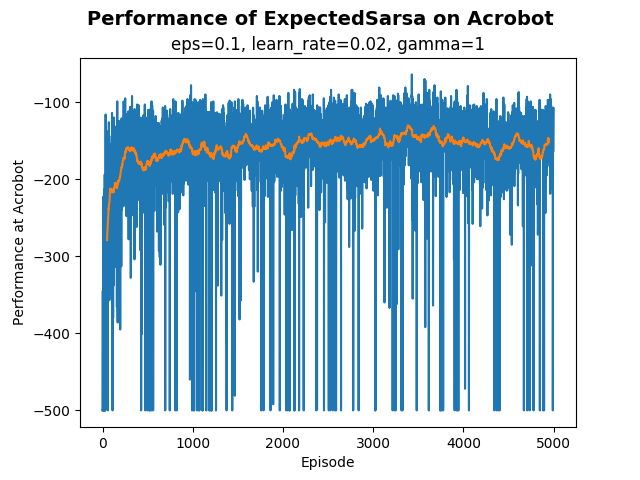 Performance of ExpectedSarsa on Acrobot
eps=0.1, learn_rate=0.02, gamma=1
Performance at Acrobot
−100
−200
−300
−400
−500
0
1000
2000
3000
4000
5000
Episode